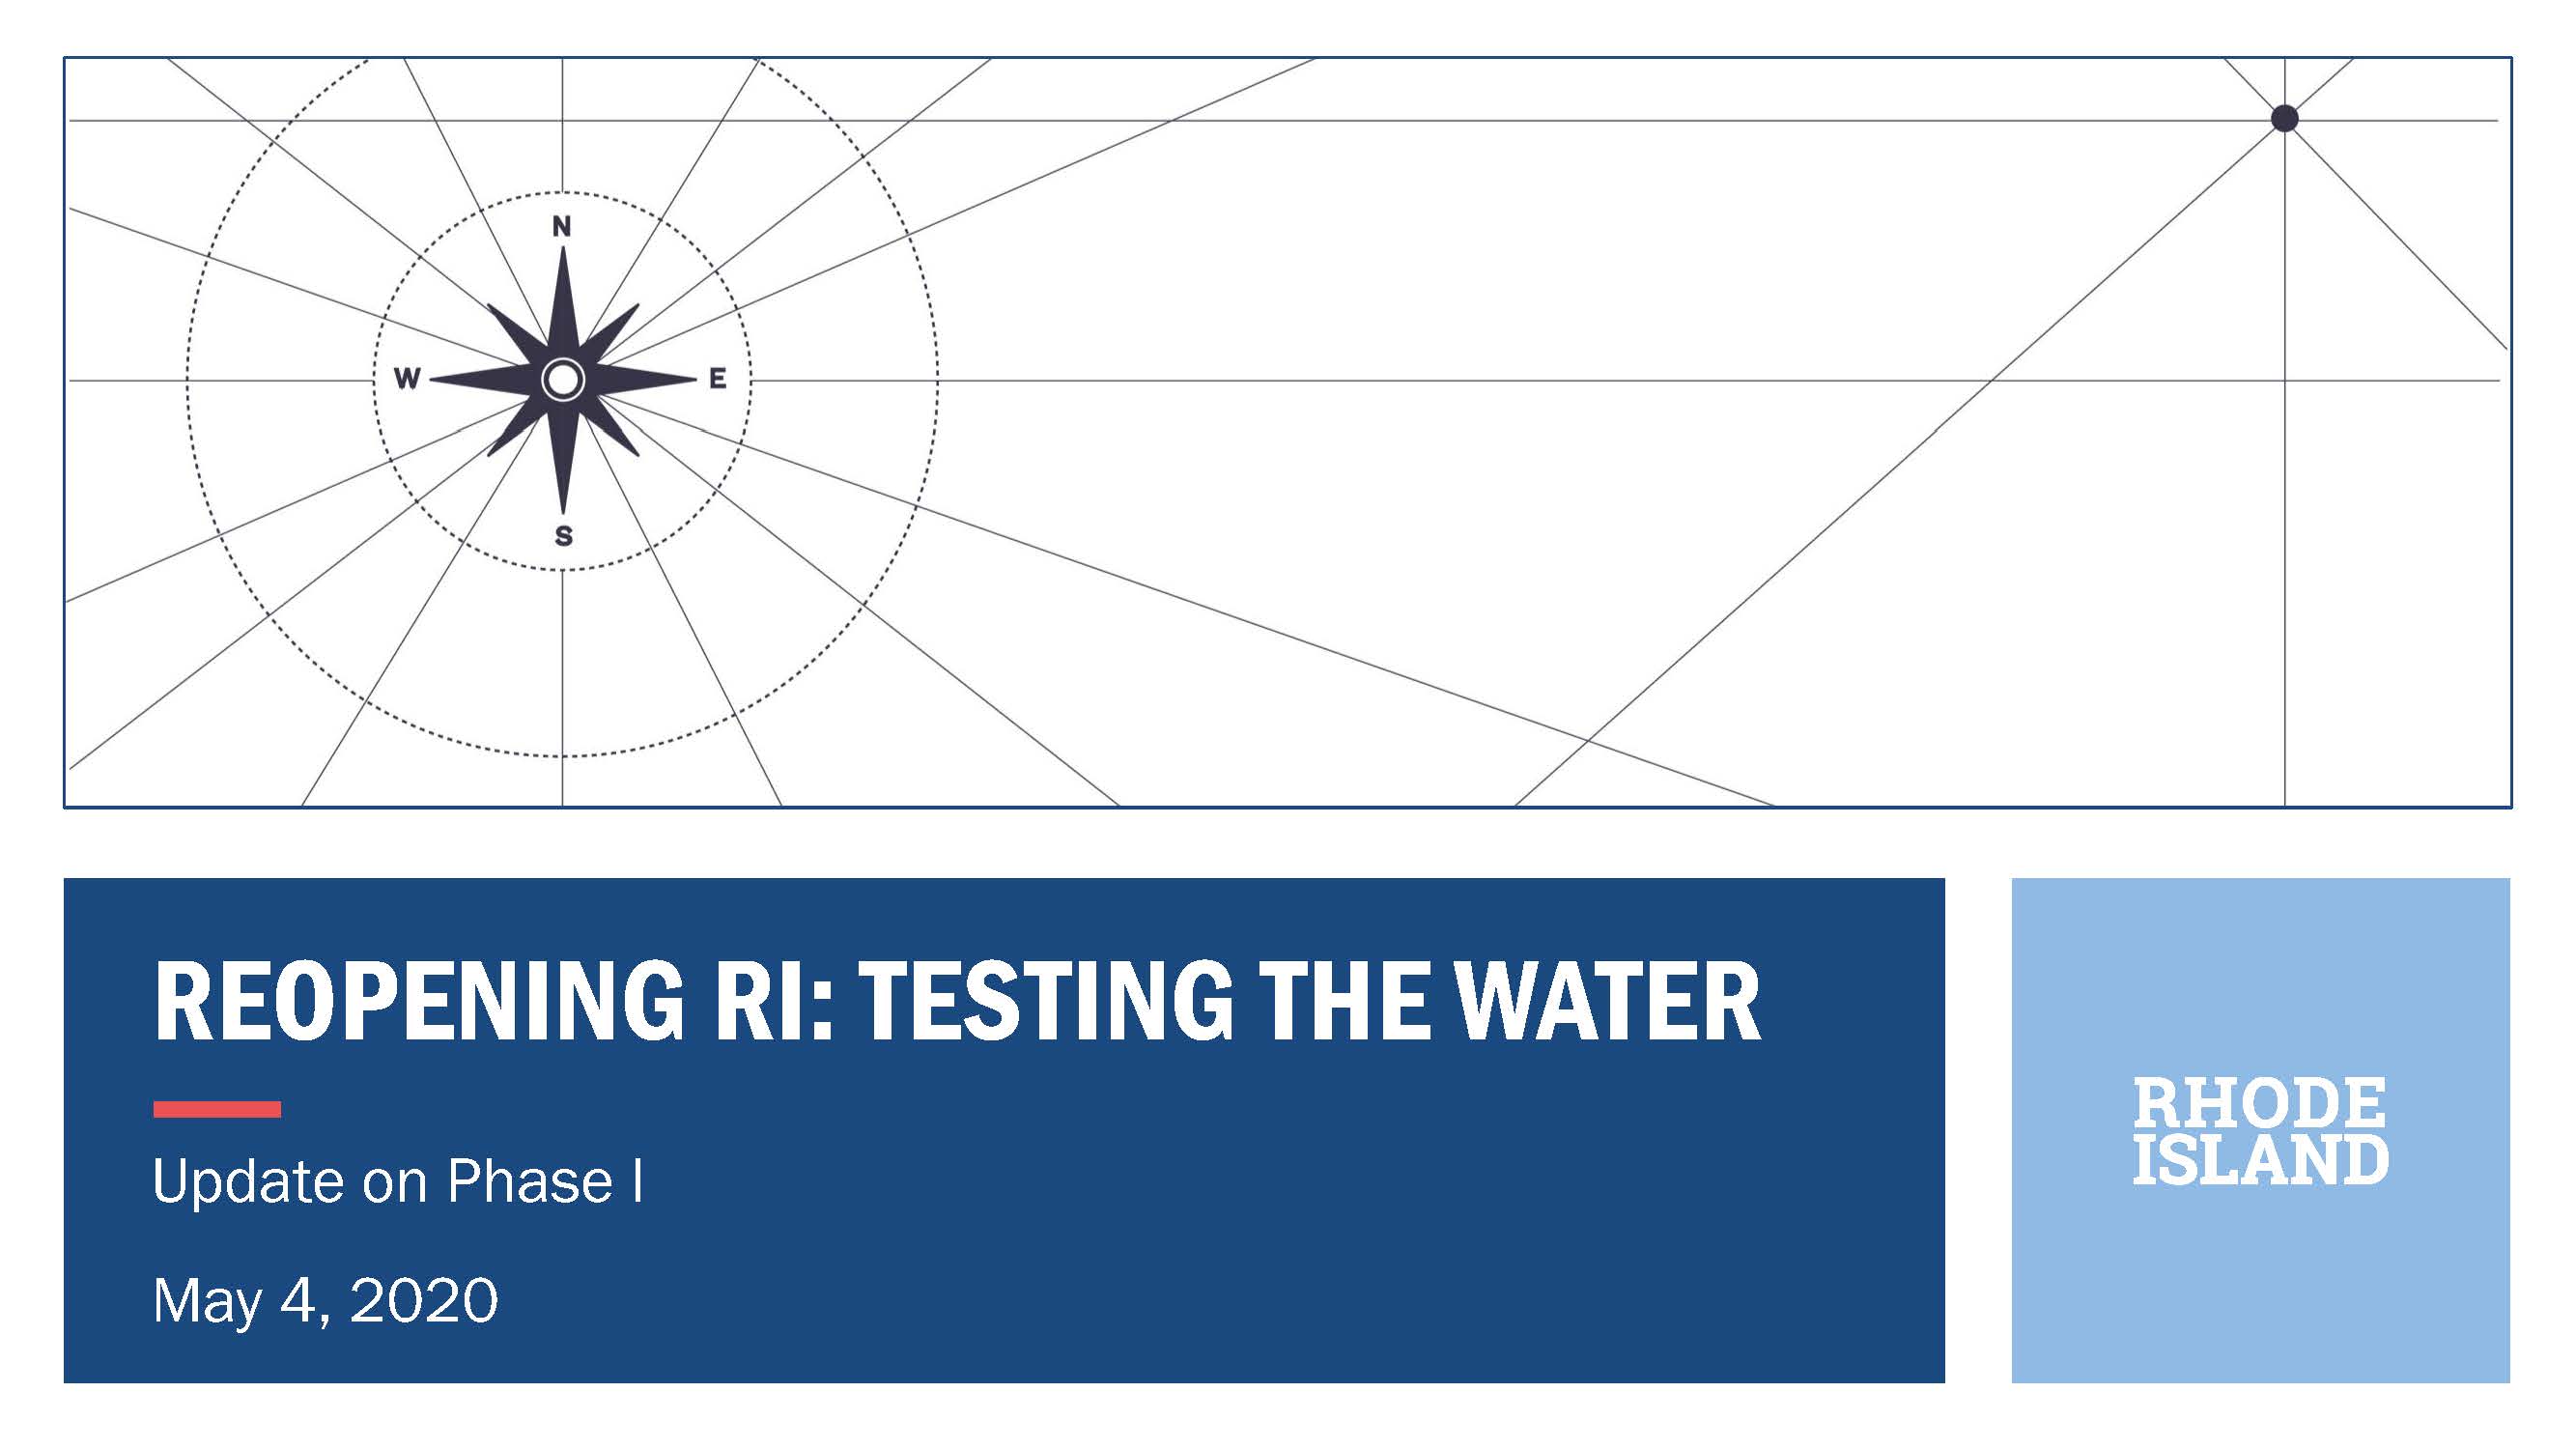 N
W E
S
REOPENING RI: TESTING THE WATER
Update on Phase I
May 4, 2020
RHODE
ISLAND